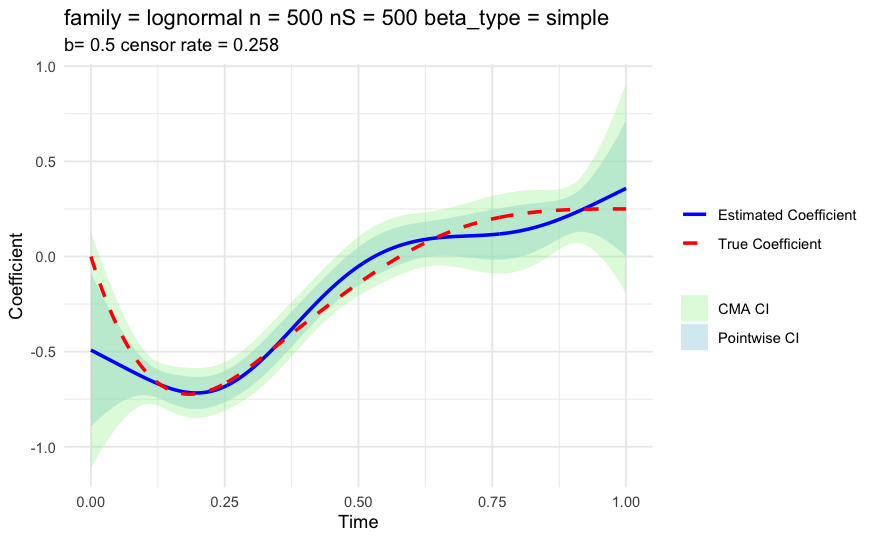 family = lognormal n = 500 nS = 500 beta_type = simple
b= 0.5 censor rate = 0.258
1.0
0.5
0.0
-0.5
-1.0
Coefficient
0.00
0.25
0.50
0.75
1.00
Time
Estimated Coefficient
True Coefficient
CMA CI
Pointwise CI